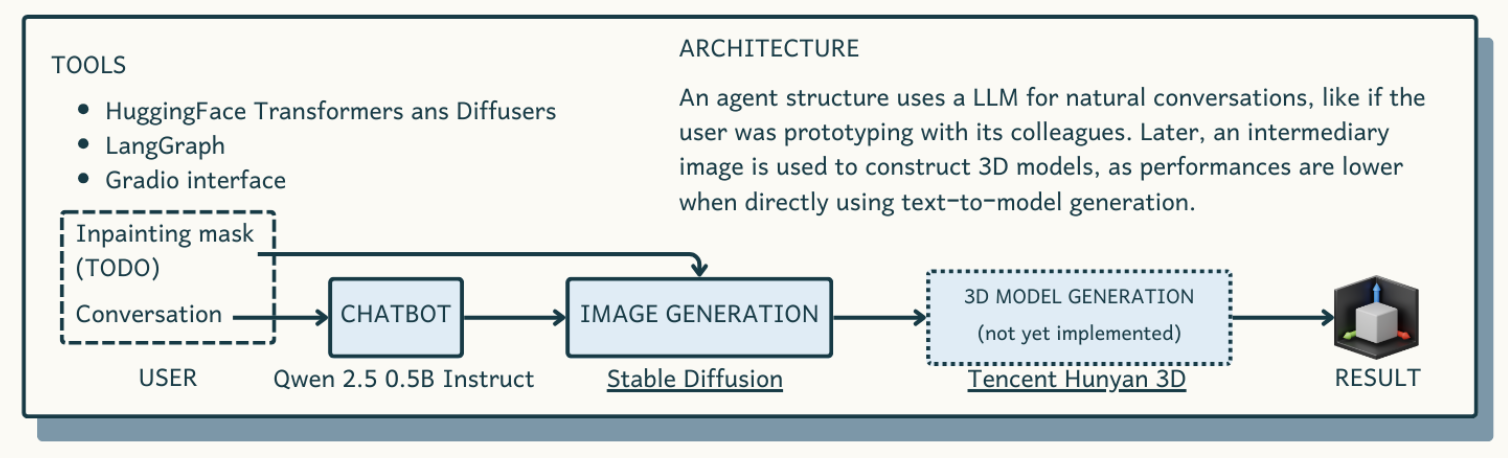 TOOLS
• HuggingFace Transformers ans Diffusers
• LangGraph
• Gradio interface
ARCHITECTURE
An agent structure uses a LLM for natural conversations, like if the
user was prototyping with its colleagues. Later, an intermediary
image is used to construct 3D models, as performances are lower
when directly using text-to-model generation.
Inpainting mask
(TODO)
Conversation
USER
CHATBOT
Qwen 2.5 0.5B Instruct
IMAGE GENERATION
Stable Diffusion
3D MODEL GENERATION
(not yet implemented)
Tencent Hunyan 3D
RESULT